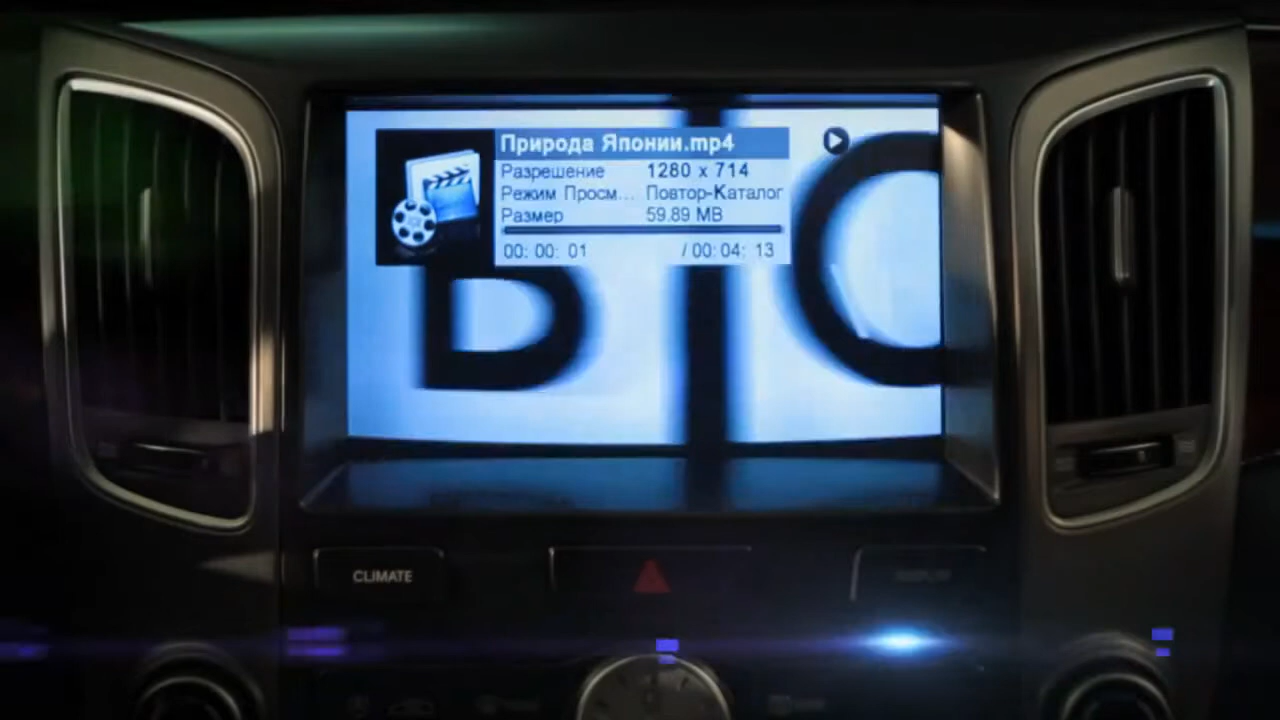 Природа Японии.mp4
Разрешение 1280 x 714
Режим Просм... Повтор-Каталог
Размер 59.89 MB
00: 00: 01 / 00: 04: 13
CLIMATE